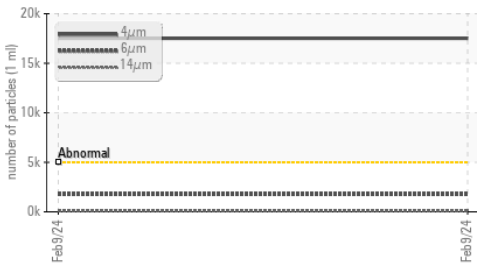 20k
15k
10k
5k
0k
number of particles (1 ml)
4µm
6µm
14µm
Abnormal
Feb9/24
Feb9/24